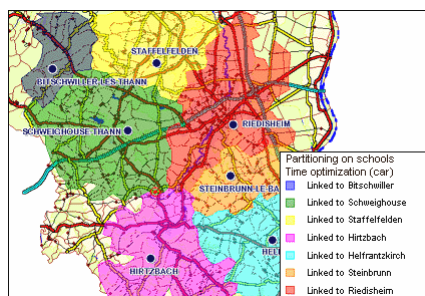 STAFFELFELDEN
BITSCHWILLER-LES-THANN
SCHWEIGHOUSE-THANN
RIEDISHEIM
STEINBRUNN-LE-BA
HIRTZBACH
HELF
Partitioning on schools
Time optimization (car)
Linked to Bitschwiller
Linked to Schweighouse
Linked to Staffelfelden
Linked to Hirtzbach
Linked to Helfrantzkirch
Linked to Steinbrunn
Linked to Riedisheim